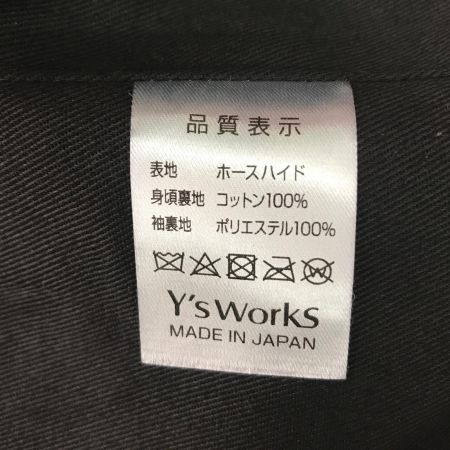 品質表示
表地 ホースハイド
身頃裏地 コットン100%
袖裏地 ポリエステル100%
Y'sWorkS
MADE IN JAPAN